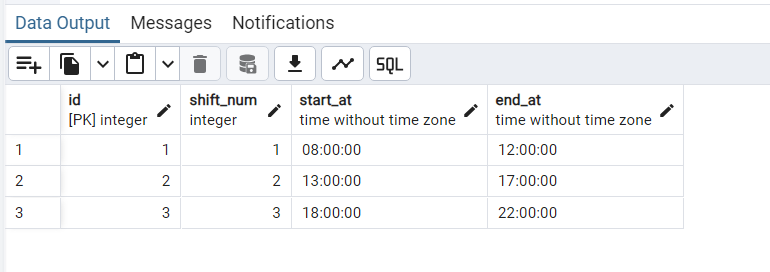 Data Output Messages Notifications
SQL
id shift_num start_at end_at
[PK] integer integer time without time zone time without time zone
1 1 1 08:00:00 12:00:00
2 2 2 13:00:00 17:00:00
3 3 3 18:00:00 22:00:00